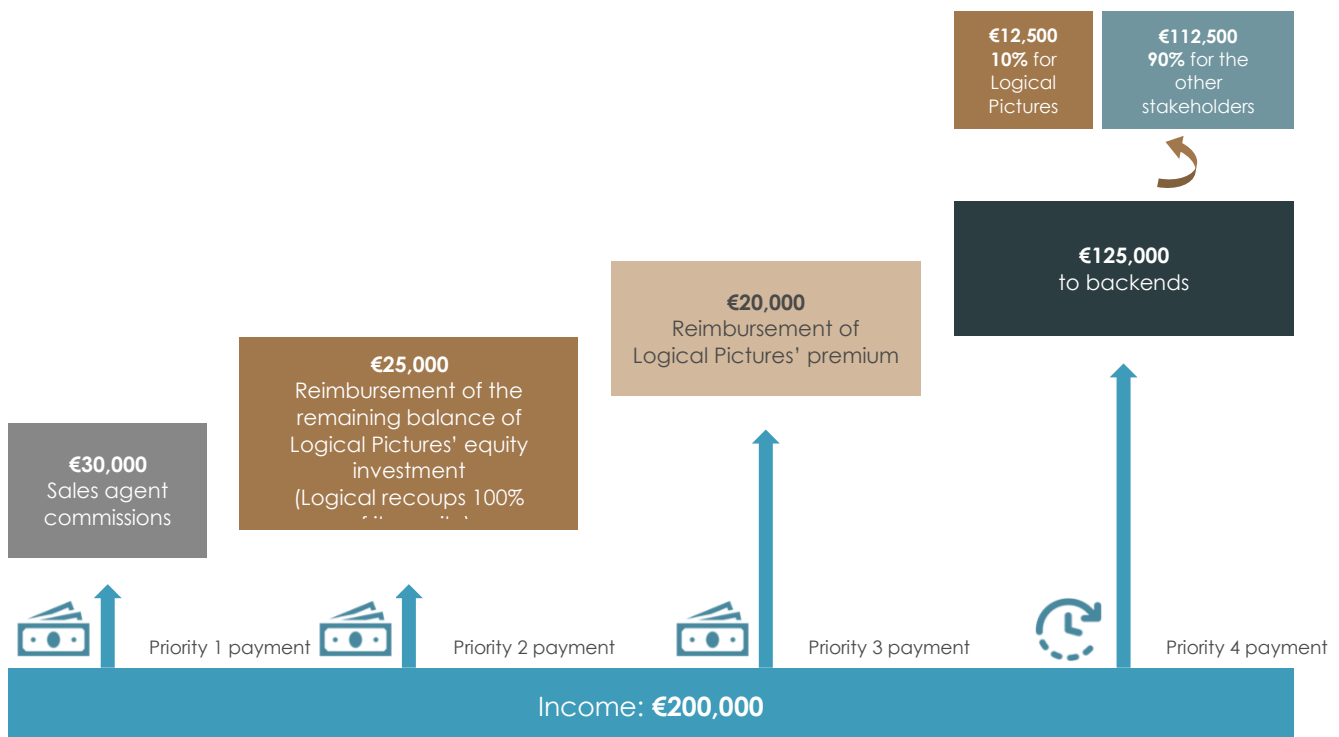 €12,500
10% for
Logical
Pictures
€112,500
90% for the
other
stakeholders
€125,000
to backends
€20,000
Reimbursement of
Logical Pictures’ premium
€25,000
Reimbursement of the
remaining balance of
Logical Pictures’ equity
investment
(Logical recoups 100%
€30,000
Sales agent
commissions
Priority 1 payment
Priority 2 payment
Priority 3 payment
Priority 4 payment
Income: €200,000